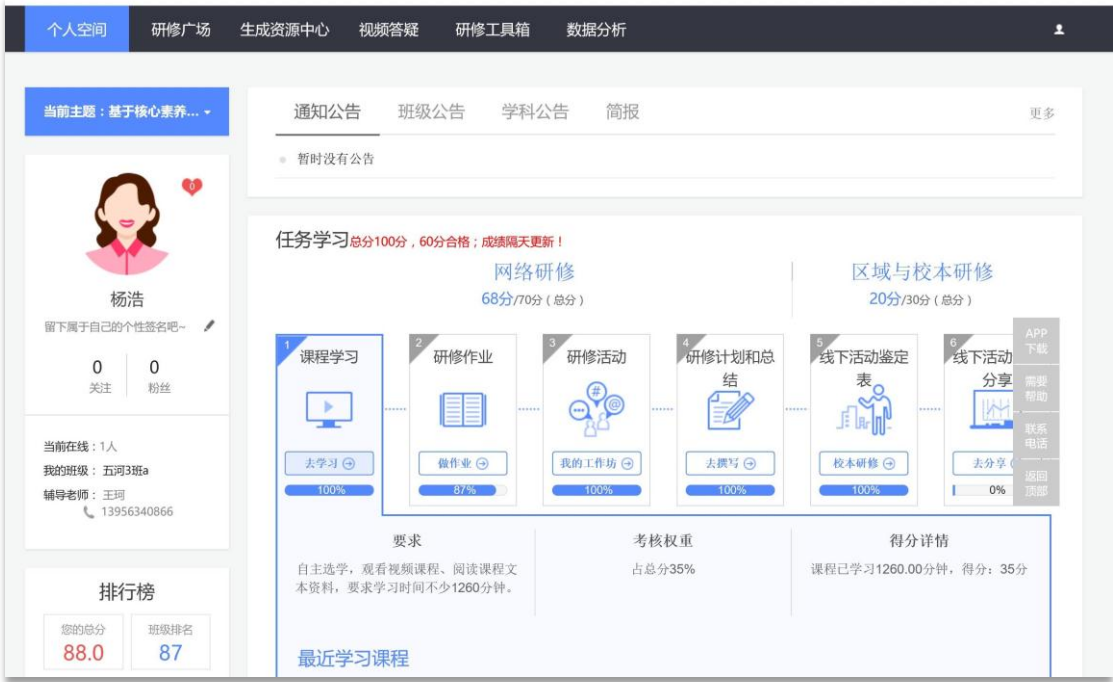 个人空间 研修广场 生成资源中心 视频答疑 研修工具箱 数据分析
当前主题：基于核心素养...
通知公告 班级公告 学科公告 简报 更多
暂时没有公告
0
杨浩
留下属于自己的个性签名吧~
0 0
关注 粉丝
当前在线：1人
我的班级： 五河3班a
辅导老师： 王珂
13956340866
排行榜
您的总分 班级排名
88.0 87
任务学习总分100分，60分合格；成绩隔天更新！
网络研修 区域与校本研修
68分/70分（总分） 20分/30分（总分）
1
课程学习
去学习
100%
2
研修作业
做作业
87%
3
研修活动
我的工作坊
100%
4
研修计划和总
结
去撰写
100%
5
线下活动鉴定
表
校本研修
100%
6
线下活动
分享
去分享
0%
APP
下载
需要
帮助
联系
电话
返回
顶部
要求
自主选学，观看视频课程、阅读课程文
本资料，要求学习时间不少1260分钟。
考核权重
占总分35%
得分详情
课程已学习1260.00分钟，得分：35分
最近学习课程